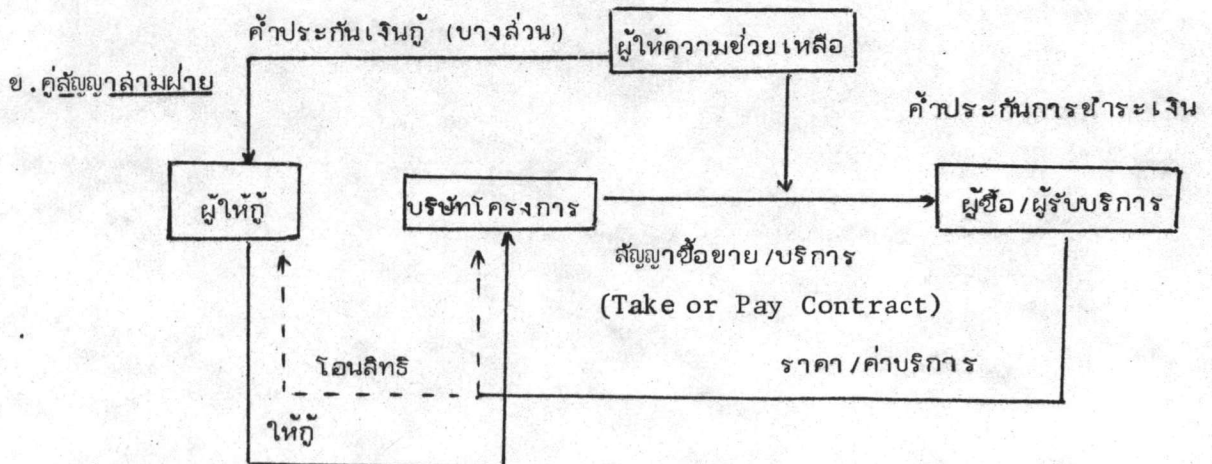 ค้ำประกันเงินกู้ (บางส่วน)
ผู้ให้ความช่วยเหลือ
ข.คู่สัญญาสามฝ่าย
ค้ำประกันการชำระเงิน
ผู้ให้กู้
บริษัทโครงการ
ผู้ซื้อ/ผู้รับบริการ
สัญญาซื้อขาย/บริการ
(Take or Pay Contract)
โอนสิทธิ
ราคา/ค่าบริการ
ให้กู้